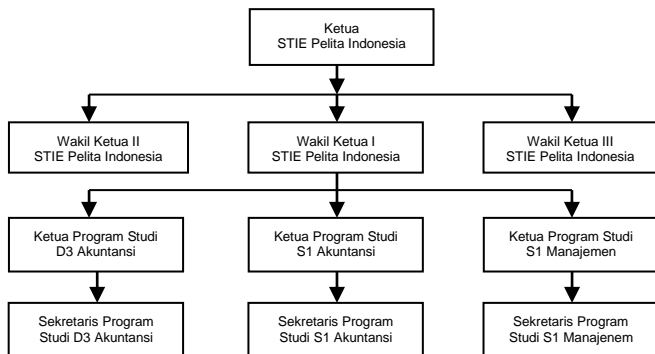 Ketua
STIE Pelita Indonesia
Wakil Ketua II
STIE Pelita Indonesia
Wakil Ketua I
STIE Pelita Indonesia
Wakil Ketua III
STIE Pelita Indonesia
Ketua Program Studi
D3 Akuntansi
Ketua Program Studi
S1 Akuntansi
Ketua Program Studi
S1 Manajemen
Sekretaris Program
Studi D3 Akuntansi
Sekretaris Program
Studi S1 Akuntansi
Sekretaris Program
Studi S1 Manajenem